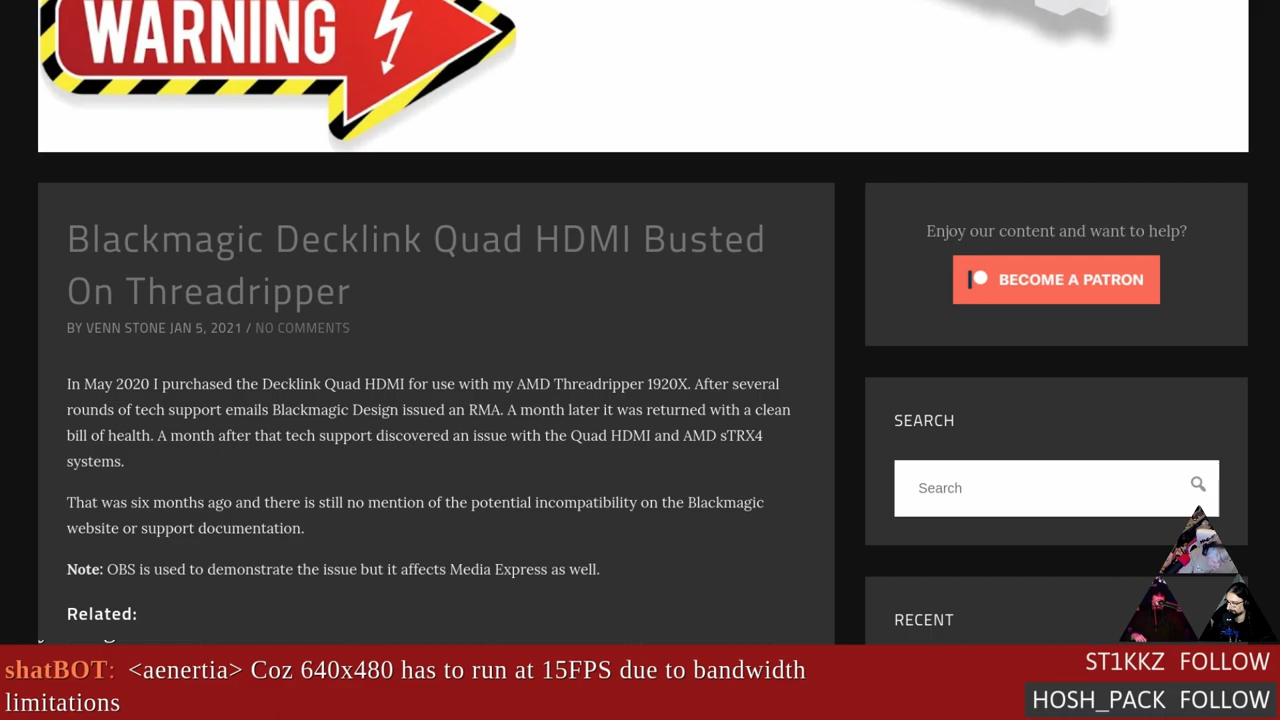 WARNING
Blackmagic Decklink Quad HDMI Busted
On Threadripper
BY VENN STONE JAN 5, 2021 / NO COMMENTS
In May 2020 I purchased the Decklink Quad HDMI for use with my AMD Threadripper 1920X. After several
rounds of tech support emails Blackmagic Design issued an RMA. A month later it was returned with a clean
bill of health. A month after that tech support discovered an issue with the Quad HDMI and AMD sTRX4
systems.
That was six months ago and there is still no mention of the potential incompatibility on the Blackmagic
website or support documentation.
Note: OBS is used to demonstrate the issue but it affects Media Express as well.
Related:
Enjoy our content and want to help?
BECOME A PATRON
SEARCH
Search
RECENT
shatBOT: <aenertia> Coz 640x480 has to run at 15FPS due to bandwidth
limitations
ST1KKZ FOLLOW
HOSH_PACK FOLLOW